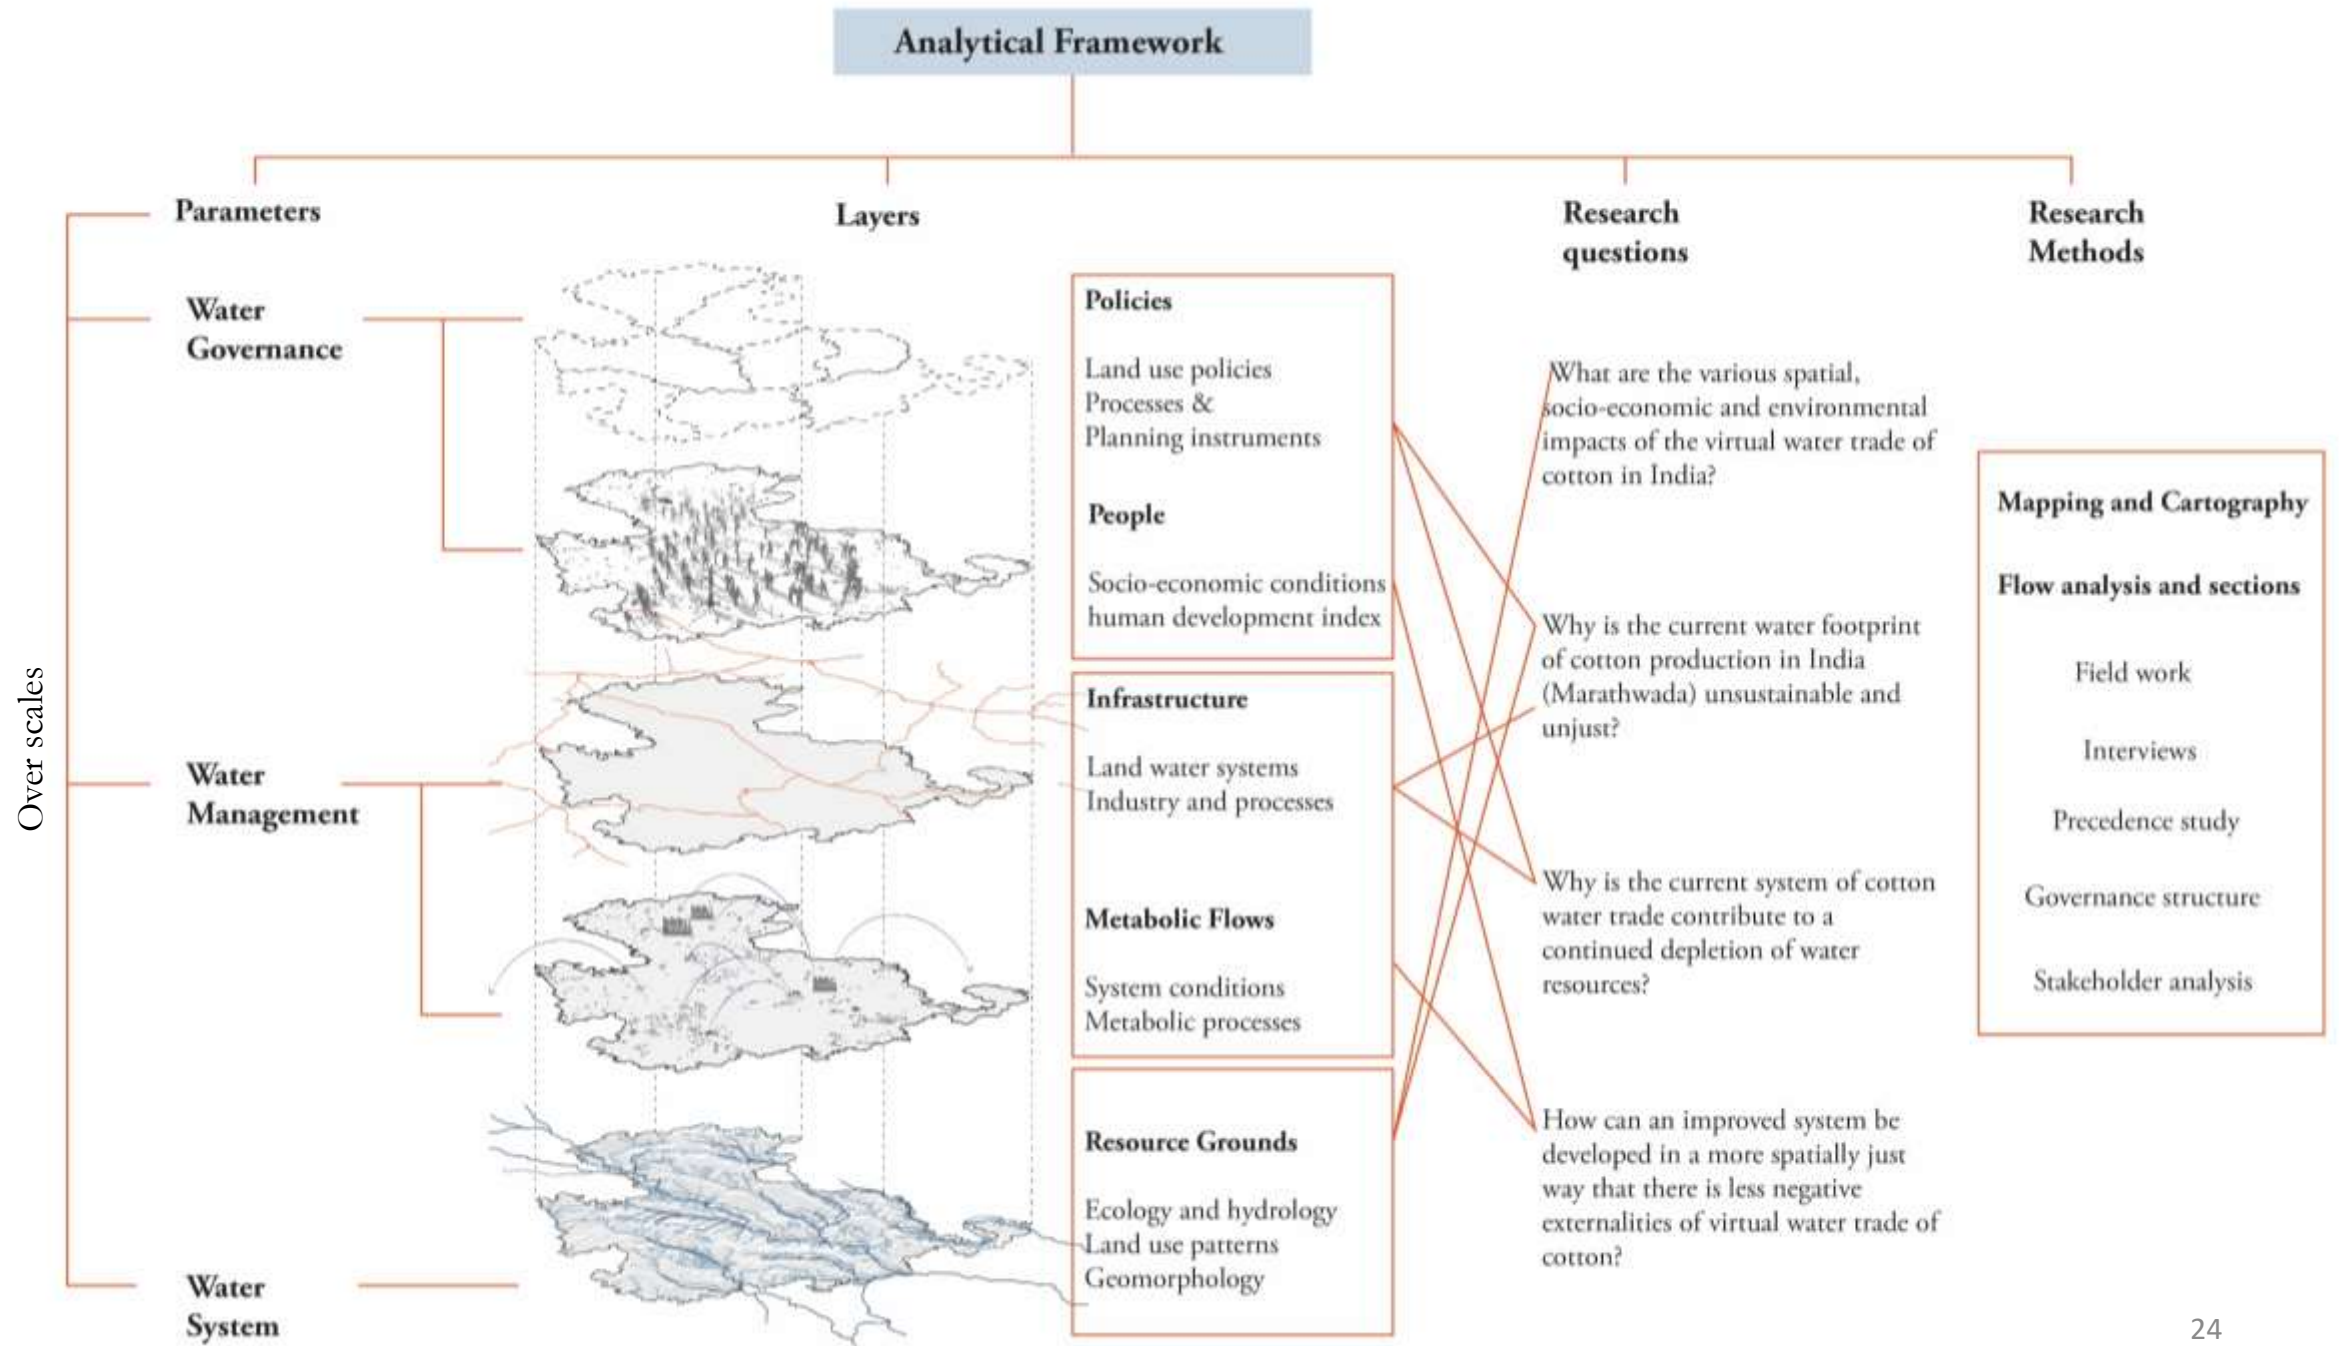 Analytical Framework
Parameters
Layers
Research
questions
Research
Methods
Over scales
Water
Governance
Water
Management
Water
System
Policies
Land use policies
Processes &
Planning instruments
People
Socio-economic conditions
human development index
Infrastructure
Land water systems
Industry and processes
Metabolic Flows
System conditions
Metabolic processes
Resource Grounds
Ecology and hydrology
Land use patterns
Geomorphology
What are the various spatial,
socio-economic and environmental
impacts of the virtual water trade of
cotton in India?
Why is the current water footprint
of cotton production in India
(Marathwada) unsustainable and
unjust?
Why is the current system of cotton
water trade contribute to a
continued depletion of water
resources?
How can an improved system be
developed in a more spatially just
way that there is less negative
externalities of virtual water trade of
cotton?
Mapping and Cartography
Flow analysis and sections
Field work
Interviews
Precedence study
Governance structure
Stakeholder analysis
24